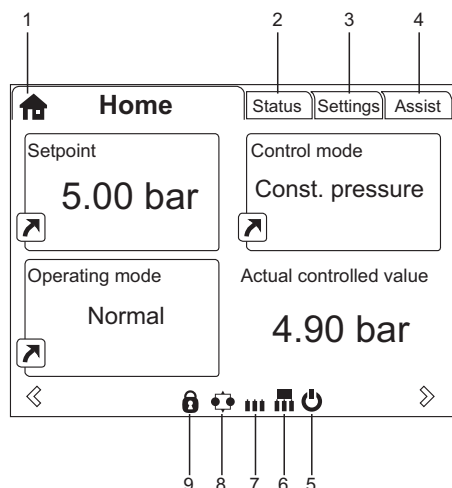 1 2 3 4
Home Status Settings Assist
Setpoint
5.00 bar
Control mode
Const. pressure
Operating mode
Normal
Actual controlled value
4.90 bar
9 8 7 6 5